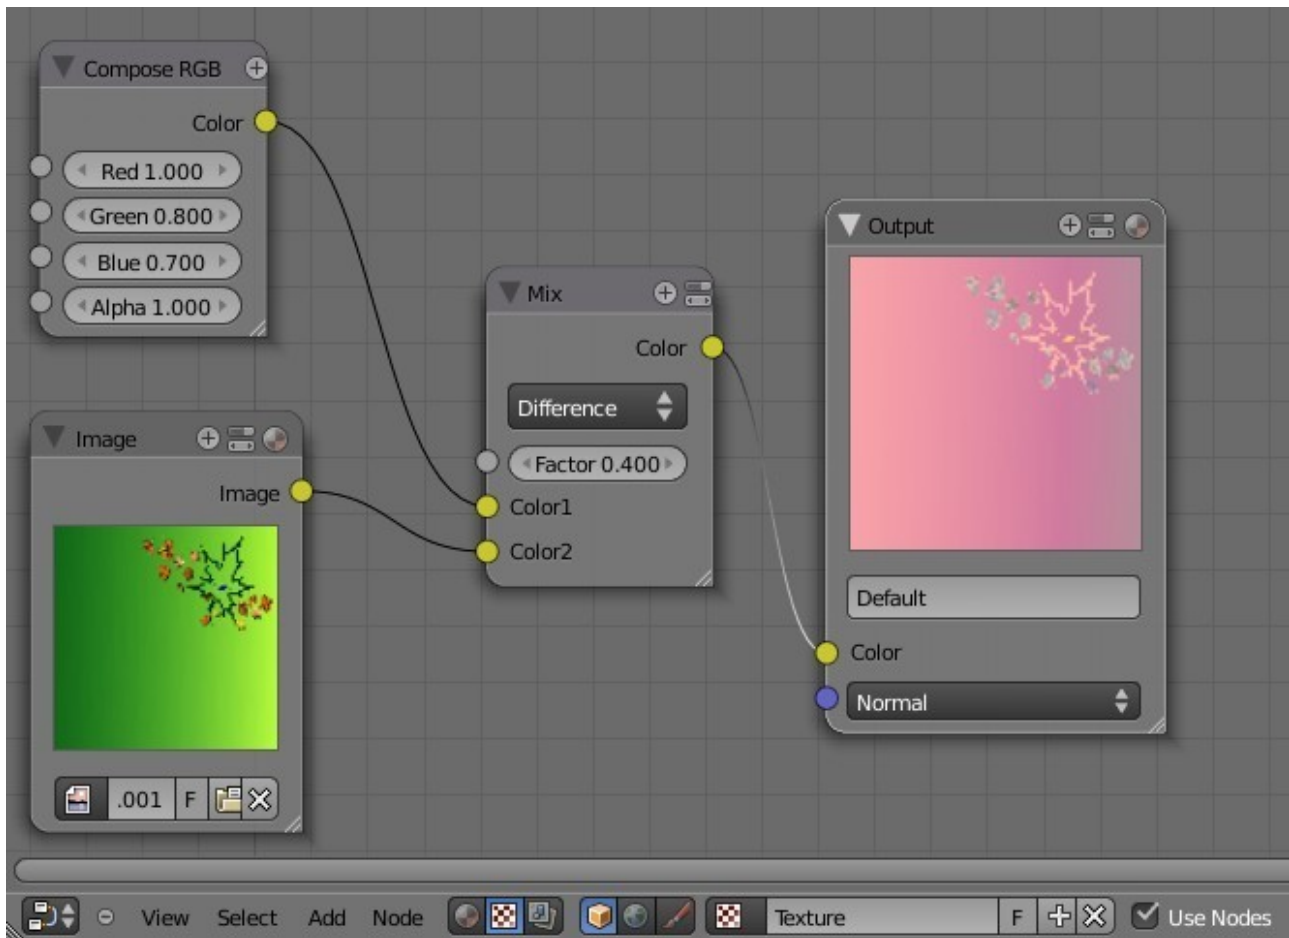 Compose RGB
Color
Red 1.000
Green 0.800
Blue 0.700
Alpha 1.000
Image
Image
.001 F
Mix
Color
Difference
Factor 0.400
Color1
Color2
Output
Default
Color
Normal
View Select Add Node Texture F Use Nodes